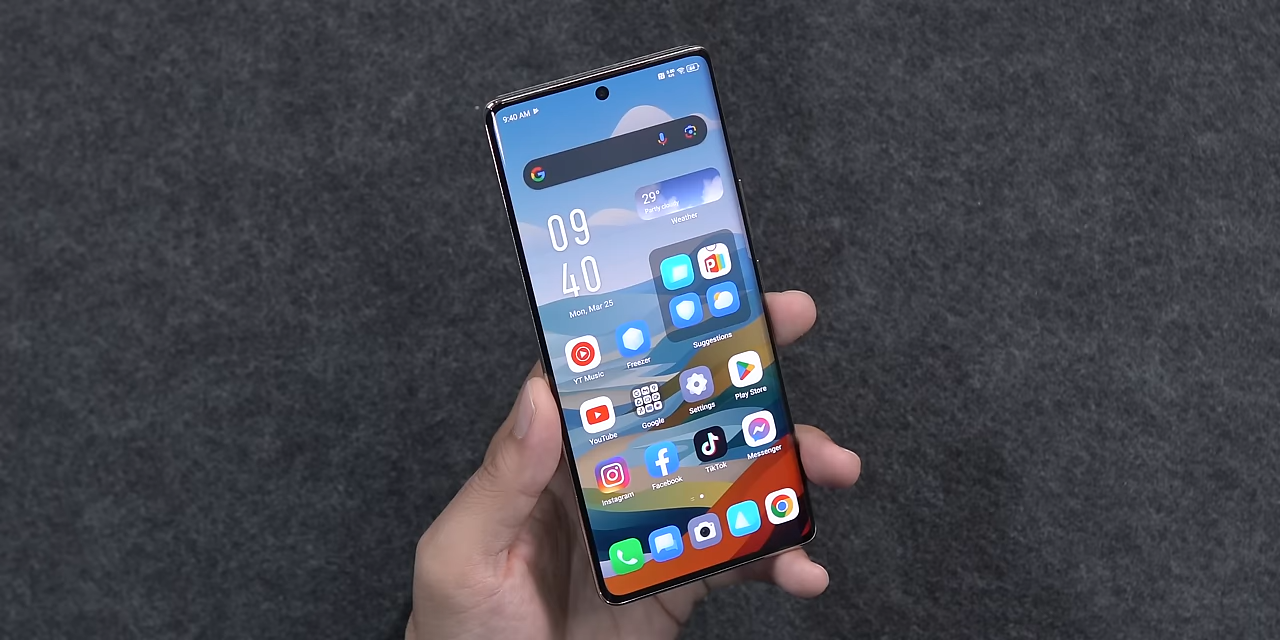 9:40 AM
29°
Partly cloudy
Weather
09
40
Mon, Mar 25
Suggestions
YT Music
Freezer
YouTube
Google
Settings
Play Store
Instagram
Facebook
TikTok
Messenger